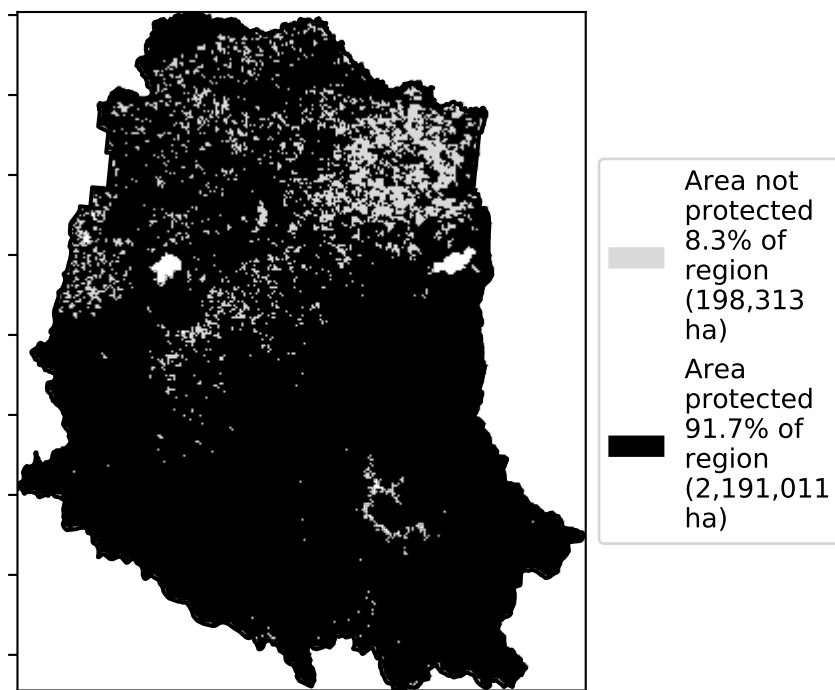 Area not
protected
8.3% of
region
(198,313
ha)
Area
protected
91.7% of
region
(2,191,011
ha)